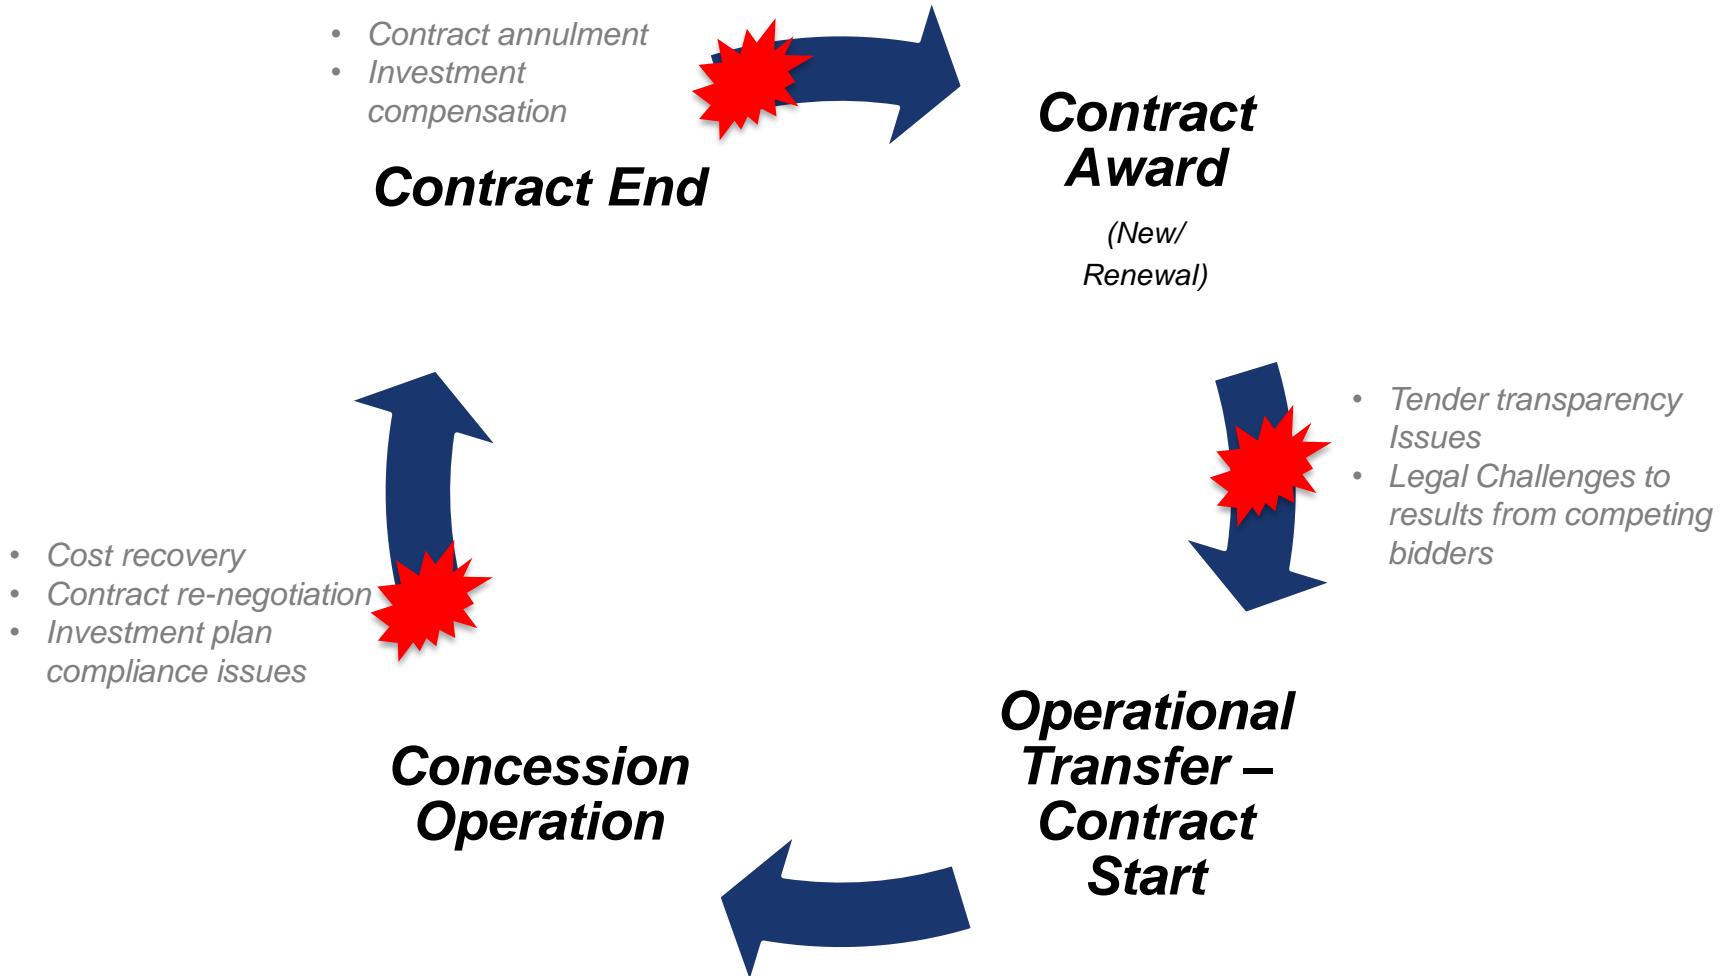 • Contract annulment
• Investment
compensation
Contract End
Contract
Award
(New/
Renewal)
• Tender transparency
Issues
• Legal Challenges to
results from competing
bidders
Operational
Transfer –
Contract
Start
Concession
Operation
• Cost recovery
• Contract re-negotiation
• Investment plan
compliance issues